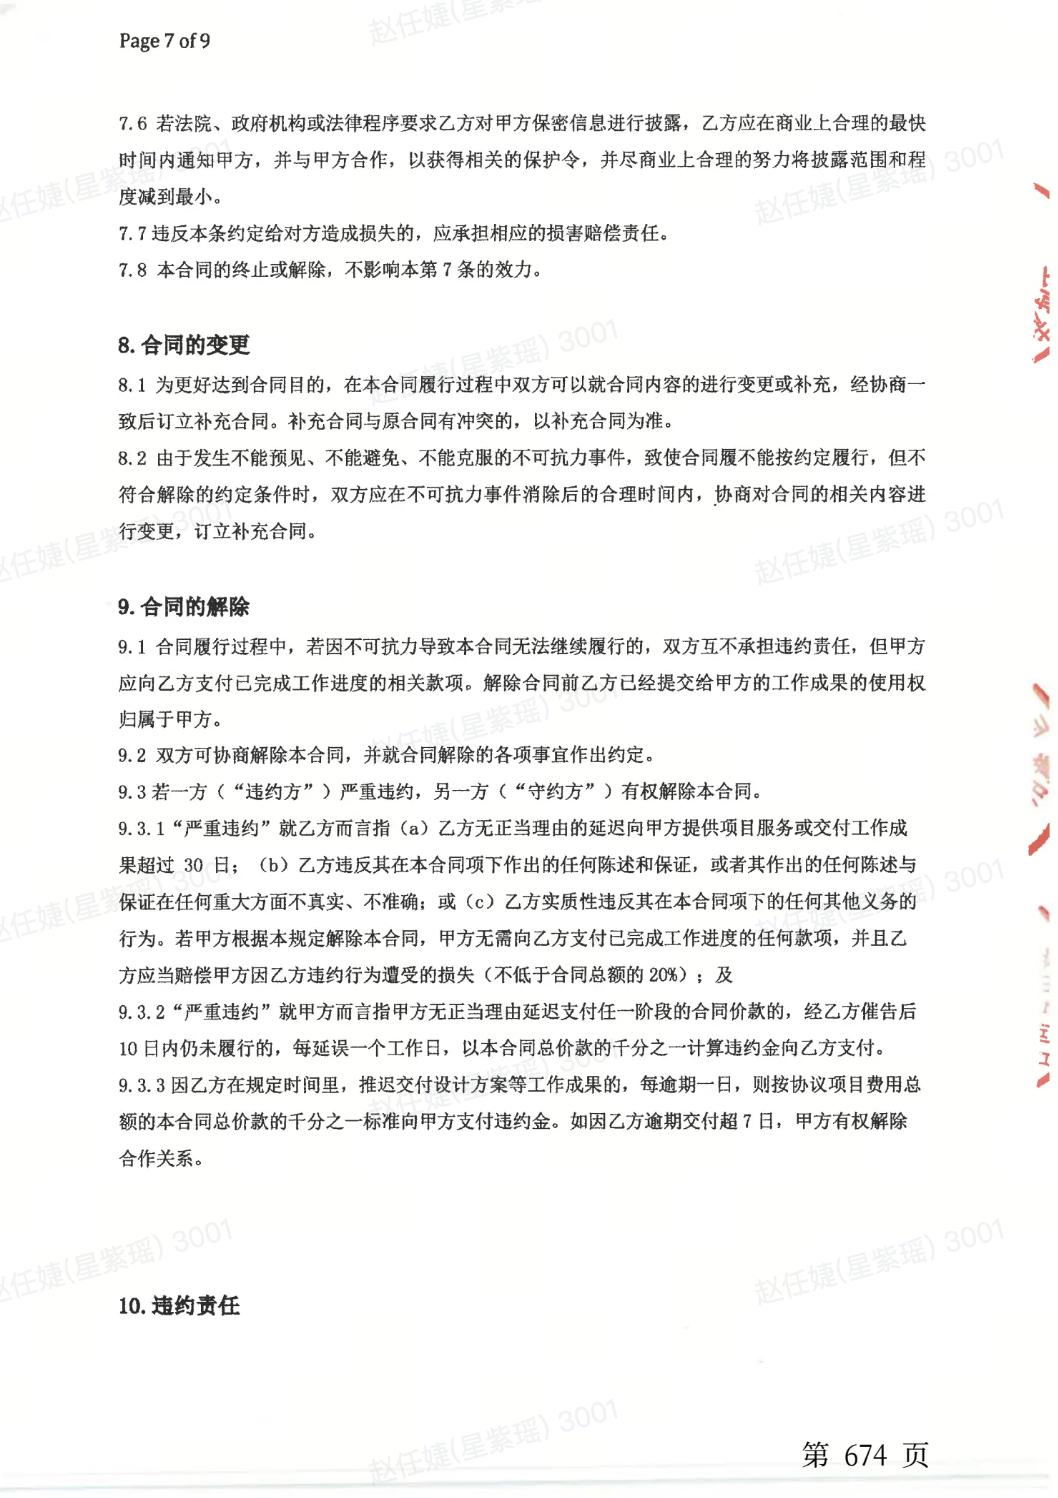 Page 7 of 9
7.6 若法院、政府机构或法律程序要求乙方对甲方保密信息进行披露，乙方应在商业上合理的最快
时间内通知甲方，并与甲方合作，以获得相关的保护令，并尽商业上合理的努力将披露范围和程
度减到最小。
7.7 违反本条约定给对方造成损失的，应承担相应的损害赔偿责任。
7.8 本合同的终止或解除，不影响本第 7 条的效力。
8. 合同的变更
8.1 为更好达到合同目的，在本合同履行过程中双方可以就合同内容的进行变更或补充，经协商一
致后订立补充合同。补充合同与原合同有冲突的，以补充合同为准。
8.2 由于发生不能预见、不能避免、不能克服的不可抗力事件，致使合同履不能按约定履行，但不
符合解除的约定条件时，双方应在不可抗力事件消除后的合理时间内，协商对合同的相关内容进
行变更，订立补充合同。
9. 合同的解除
9.1 合同履行过程中，若因不可抗力导致本合同无法继续履行的，双方互不承担违约责任，但甲方
应向乙方支付已完成工作进度的相关款项。解除合同前乙方已经提交给甲方的工作成果的使用权
归属于甲方。
9.2 双方可协商解除本合同，并就合同解除的各项事宜作出约定。
9.3 若一方（“违约方”）严重违约，另一方（“守约方”）有权解除本合同。
9.3.1“严重违约”就乙方而言指（a）乙方无正当理由的延迟向甲方提供项目服务或交付工作成
果超过 30 日；（b）乙方违反其在本合同项下作出的任何陈述和保证，或者其作出的任何陈述与
保证在任何重大方面不真实、不准确；或（c）乙方实质性违反其在本合同项下的任何其他义务的
行为。若甲方根据本规定解除本合同，甲方无需向乙方支付已完成工作进度的任何款项，并且乙
方应当赔偿甲方因乙方违约行为遭受的损失（不低于合同总额的 20%）；及
9.3.2“严重违约”就甲方而言指甲方无正当理由延迟支付任一阶段的合同价款的，经乙方催告后
10 日内仍未履行的，每延误一个工作日，以本合同总价款的千分之一计算违约金向乙方支付。
9.3.3 因乙方在规定时间里，推迟交付设计方案等工作成果的，每逾期一日，则按协议项目费用总
额的本合同总价款的千分之一标准向甲方支付违约金。如因乙方逾期交付超 7 日，甲方有权解除
合作关系。
10. 违约责任
第 674 页
赵任婕(星紫瑶) 3001